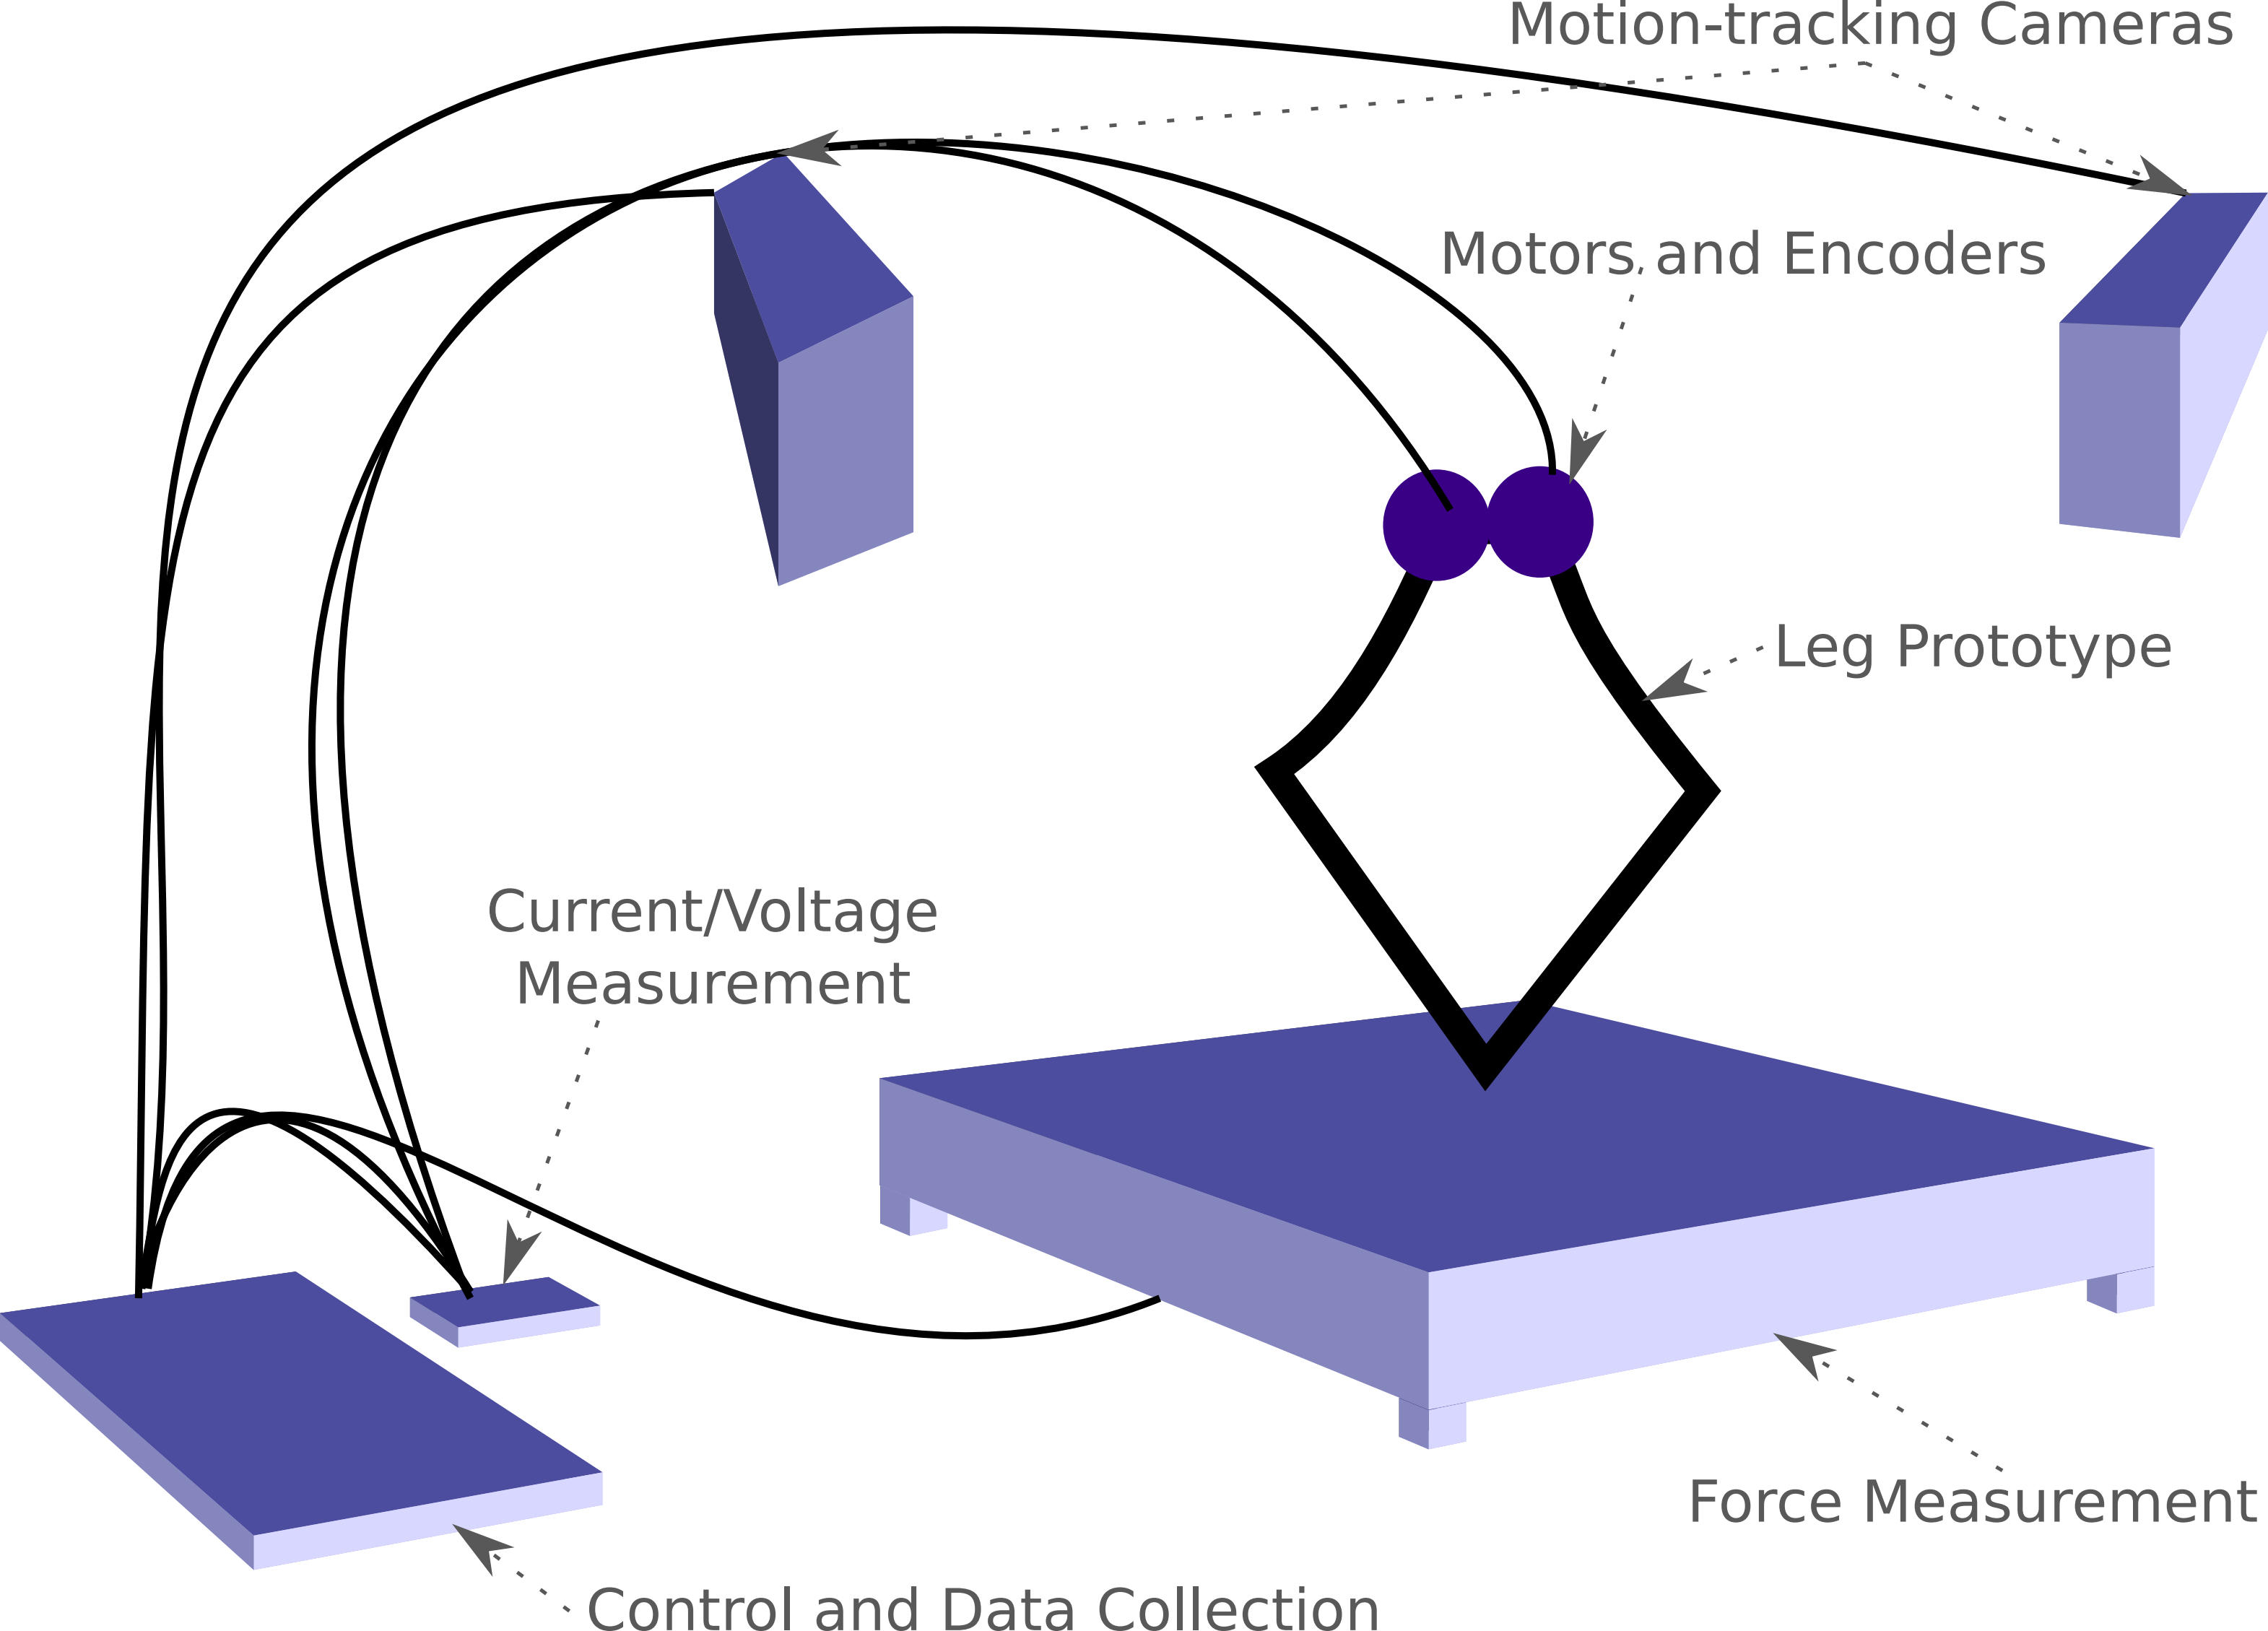 Motion-tracking Cameras
Motors and Encoders
Leg Prototype
Current/Voltage
Measurement
Force Measurement
Control and Data Collection